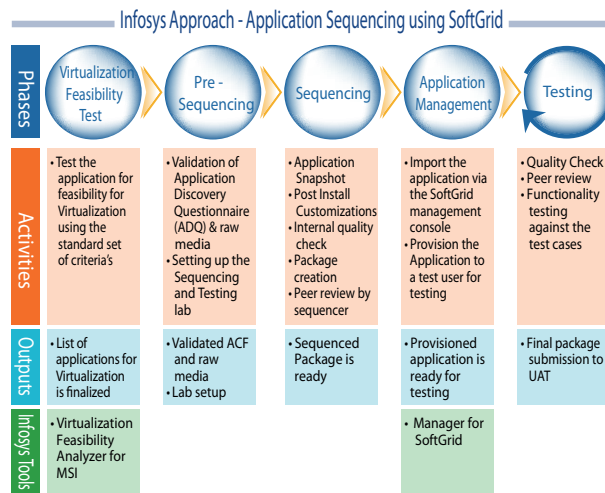 Infosys Approach - Application Sequencing using SoftGrid
Phases
Virtualization
Feasibility
Test
Pre -
Sequencing
Sequencing
Application
Management
Testing
Activities
• Test the
application for
feasibility for
Virtualization
using the
standard set
of criteria's
• Validation of
Application
Discovery
Questionnaire
(ADQ) & raw
media
• Setting up the
Sequencing
and Testing
lab
• Application
Snapshot
• Post Install
Customizations
• Internal quality
check
• Package
creation
• Peer review by
sequencer
• Import the
application via
the SoftGrid
management
console
• Provision the
Application to
a test user for
testing
• Quality Check
• Peer review
• Functionality
testing
against the
test cases
Outputs
• List of
applications for
Virtualization
is finalized
• Validated ACF
and raw
media
• Lab setup
• Sequenced
Package is
ready
• Provisioned
application is
ready for
testing
• Final package
submission to
UAT
Infosys Tools
• Virtualization
Feasibility
Analyzer for
MSI
• Manager for
SoftGrid